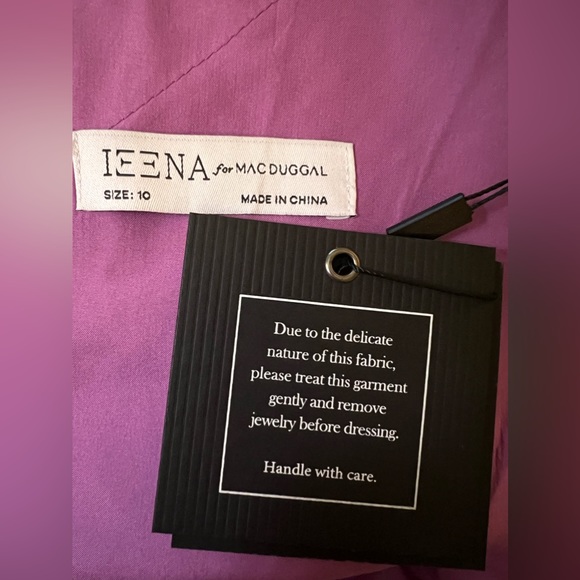 IEENA for MAC DUGGAL
SIZE: 10 MADE IN CHINA
Due to the delicate
nature of this fabric,
please treat this garment
gently and remove
jewelry before dressing.
Handle with care.